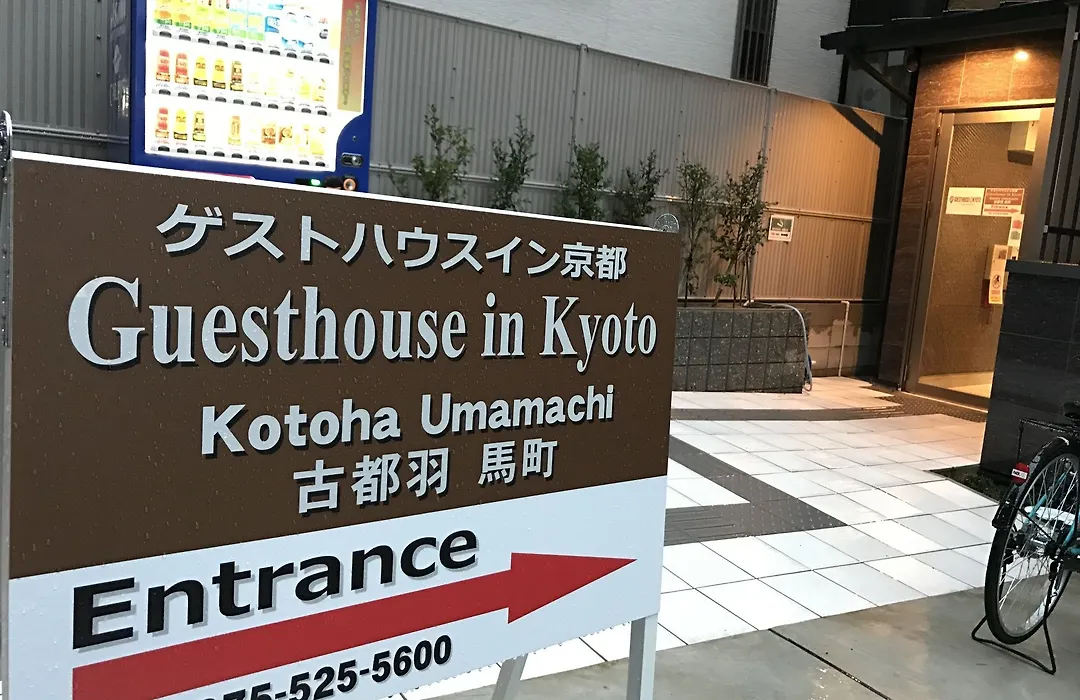 ゲストハウスイン京都
Guesthouse in Kyoto
Kotoha Umamachi
古都羽 馬町
Entrance
075-525-5600